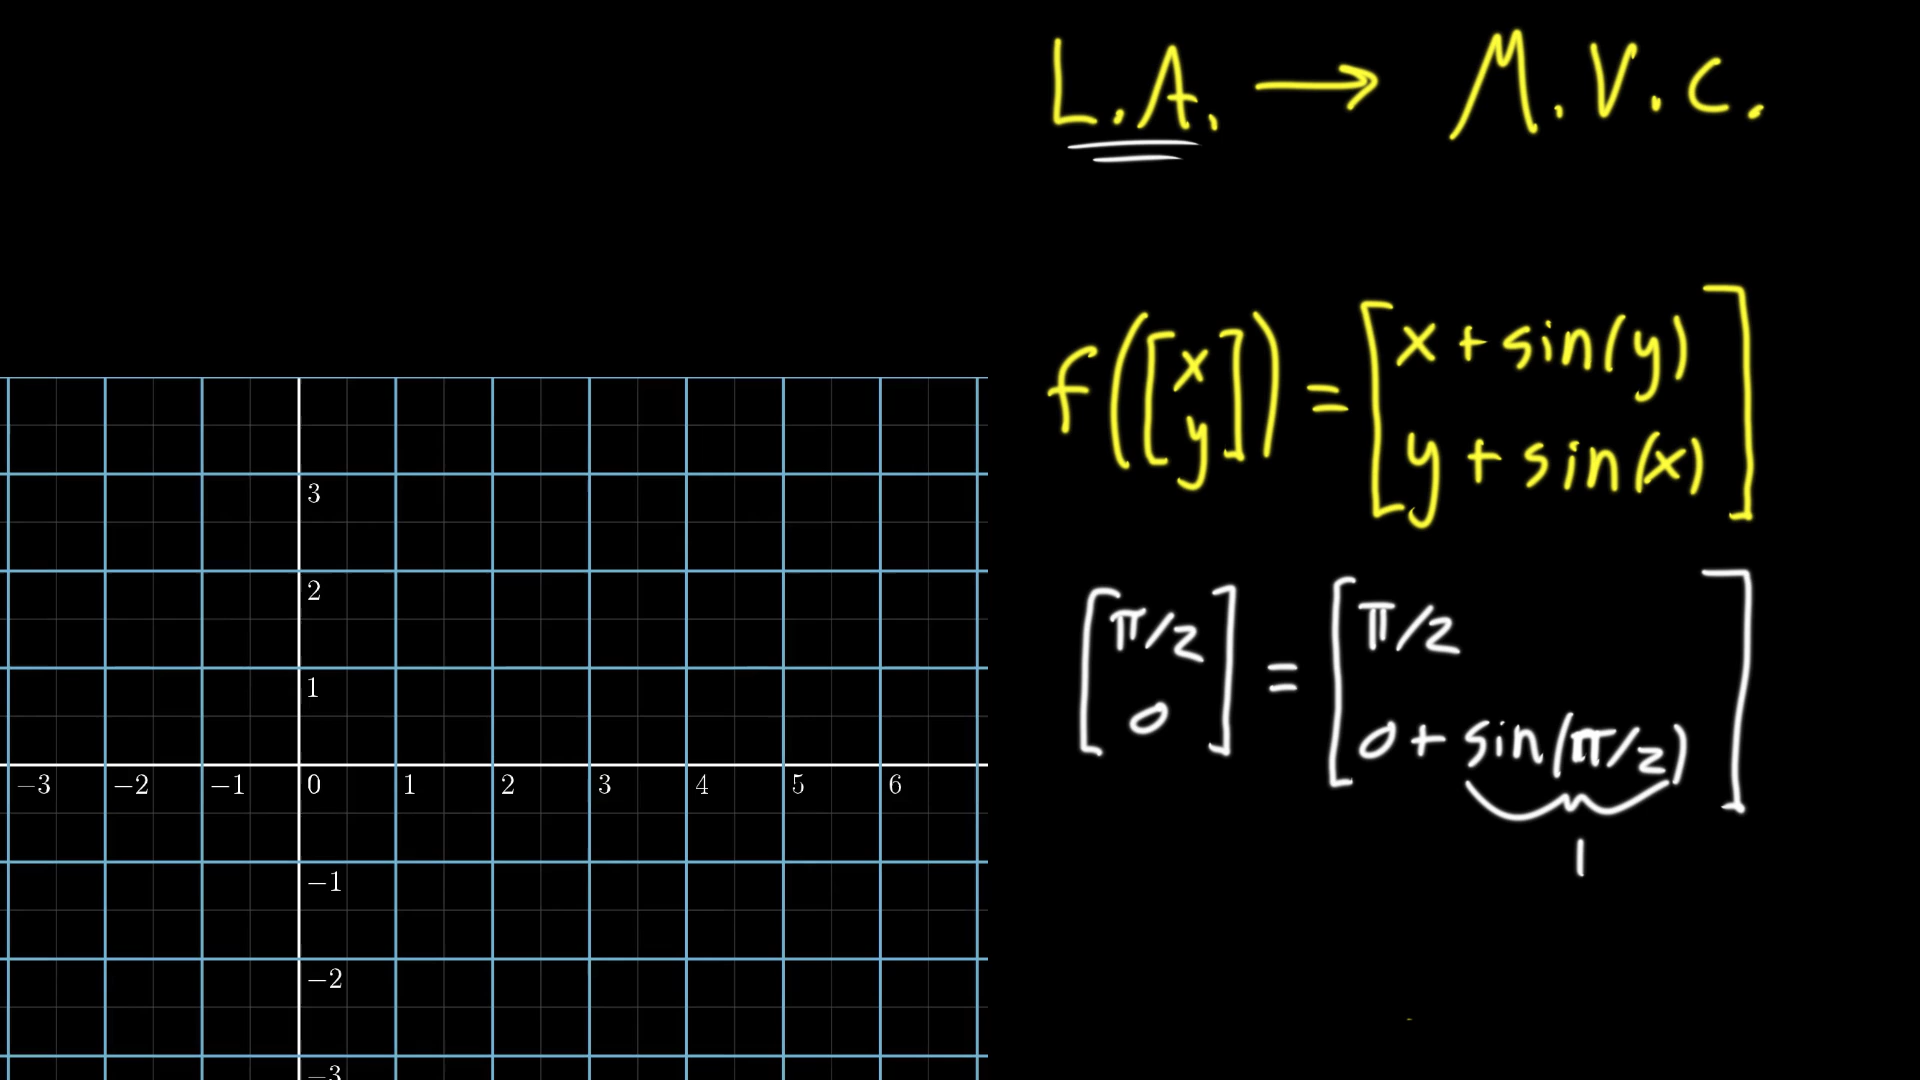 L.A. → M.V.C.
f([x y]) = [x + sin(y)
y + sin(x)]
[π/2 0] = [π/2
0 + sin(π/2)]
1
3
2
1
−3 −2 −1 0 1 2 3 4 5 6
−1
−2
−3